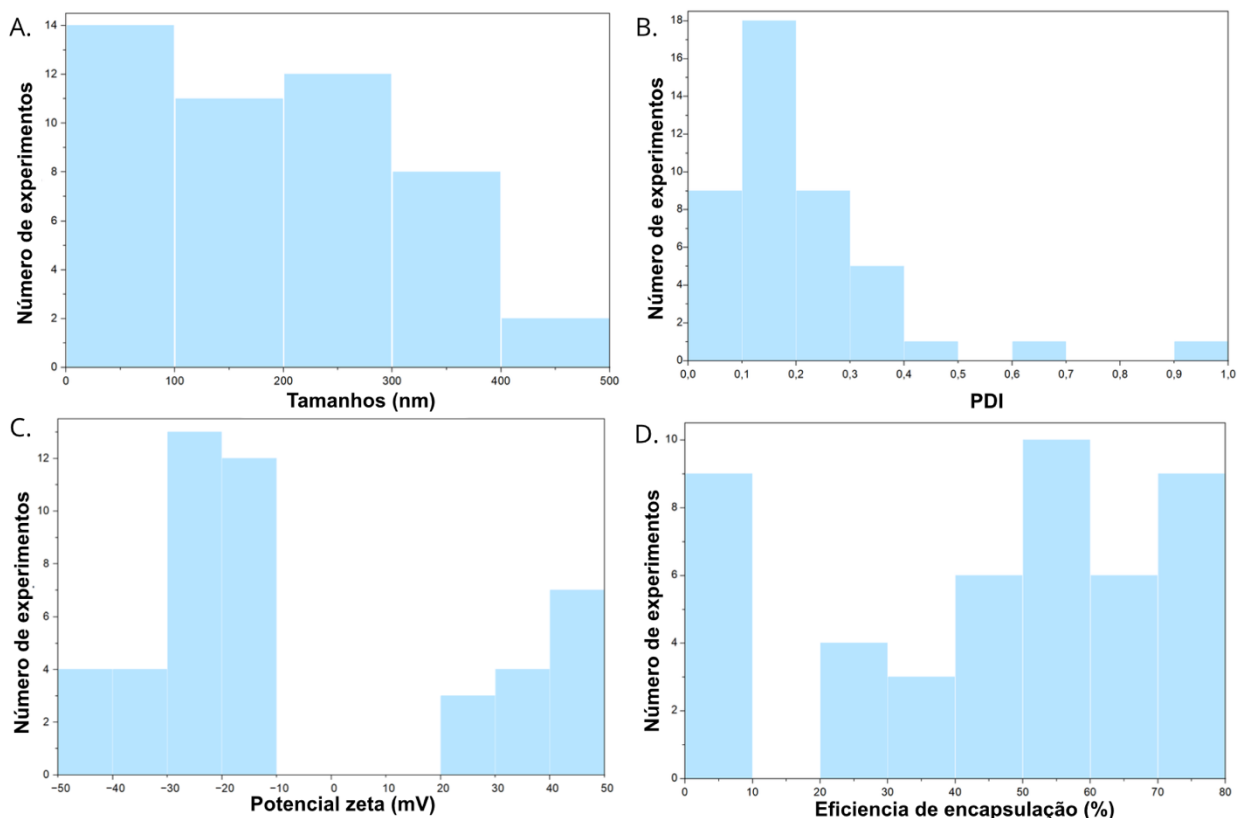 A.
Número de experimentos
14
12
10
8
6
4
2
0
0 100 200 300 400 500
Tamanhos (nm)
B.
Número de experimentos
18
16
14
12
10
8
6
4
2
0
0,0 0,1 0,2 0,3 0,4 0,5 0,6 0,7 0,8 0,9 1,0
PDI
C.
Número de experimentos
12
10
8
6
4
2
0
−50 −40 −30 −20 −10 0 10 20 30 40 50
Potencial zeta (mV)
D.
Número de experimentos
10
8
6
4
2
0
0 10 20 30 40 50 60 70 80
Eficiencia de encapsulação (%)